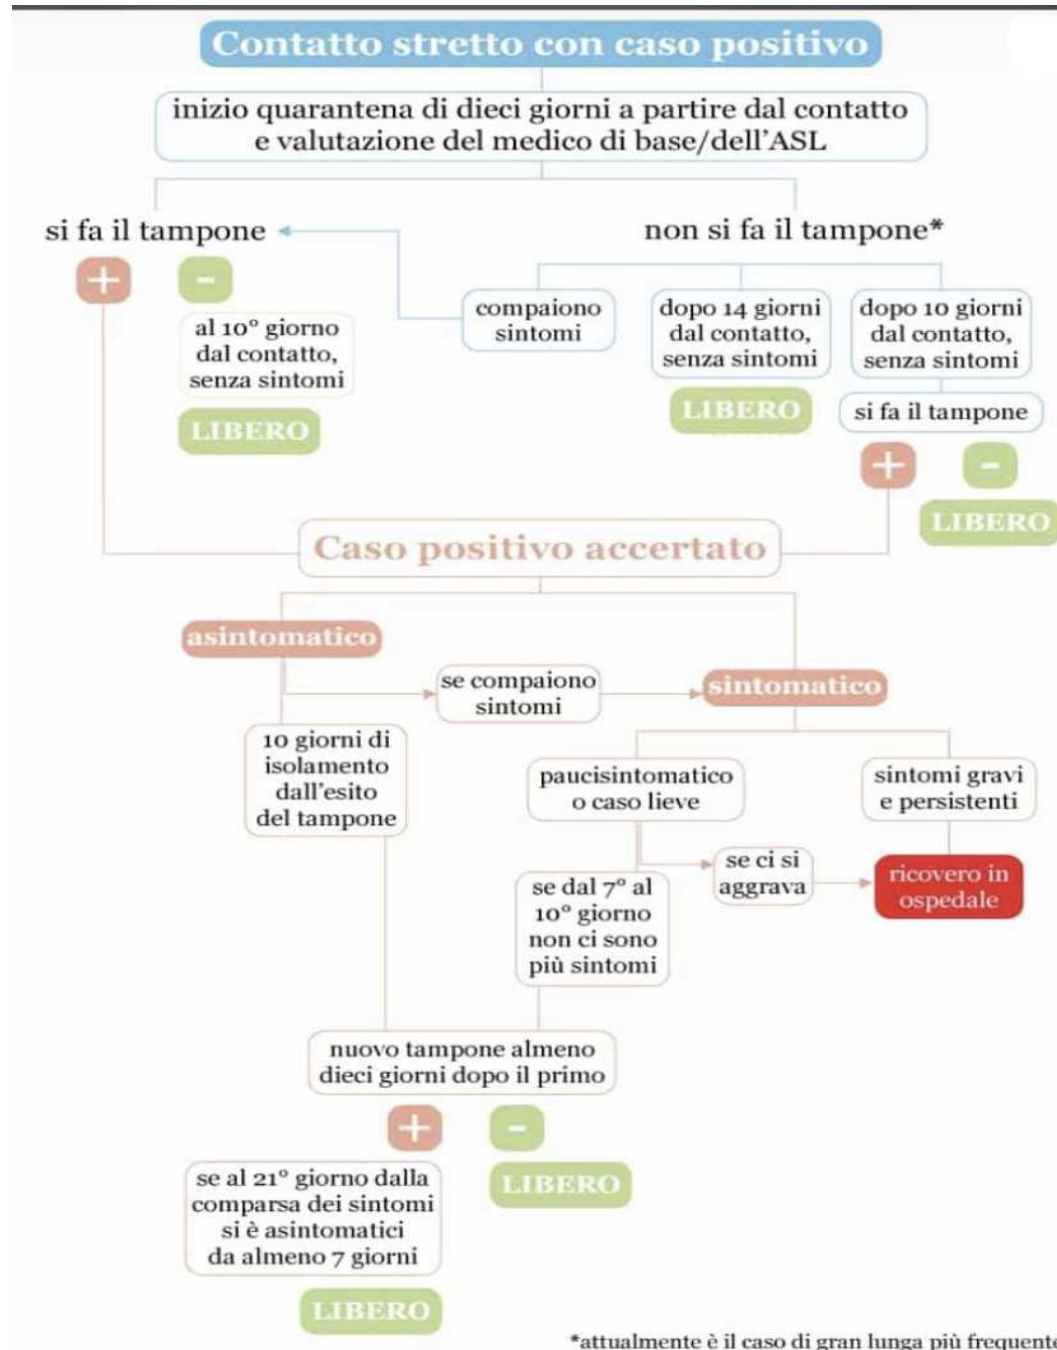 Contatto stretto con caso positivo
inizio quarantena di dieci giorni a partire dal contatto
e valutazione del medico di base/dell'ASL
si fa il tampone
non si fa il tampone*
+
-
al 10° giorno
dal contatto,
senza sintomi
LIBERO
compaiono
sintomi
dopo 14 giorni
dal contatto,
senza sintomi
LIBERO
dopo 10 giorni
dal contatto,
senza sintomi
si fa il tampone
+
-
LIBERO
Caso positivo accertato
asintomatico
se compaiono
sintomi
sintomatico
10 giorni di
isolamento
dall'esito
del tampone
paucisintomatico
o caso lieve
sintomi gravi
e persistenti
se ci si
aggrava
ricovero in
ospedale
se dal 7° al
10° giorno
non ci sono
più sintomi
nuovo tampone almeno
dieci giorni dopo il primo
+
-
LIBERO
se al 21° giorno dalla
comparsa dei sintomi
si è asintomatici
da almeno 7 giorni
LIBERO
*attualmente è il caso di gran lunga più frequente